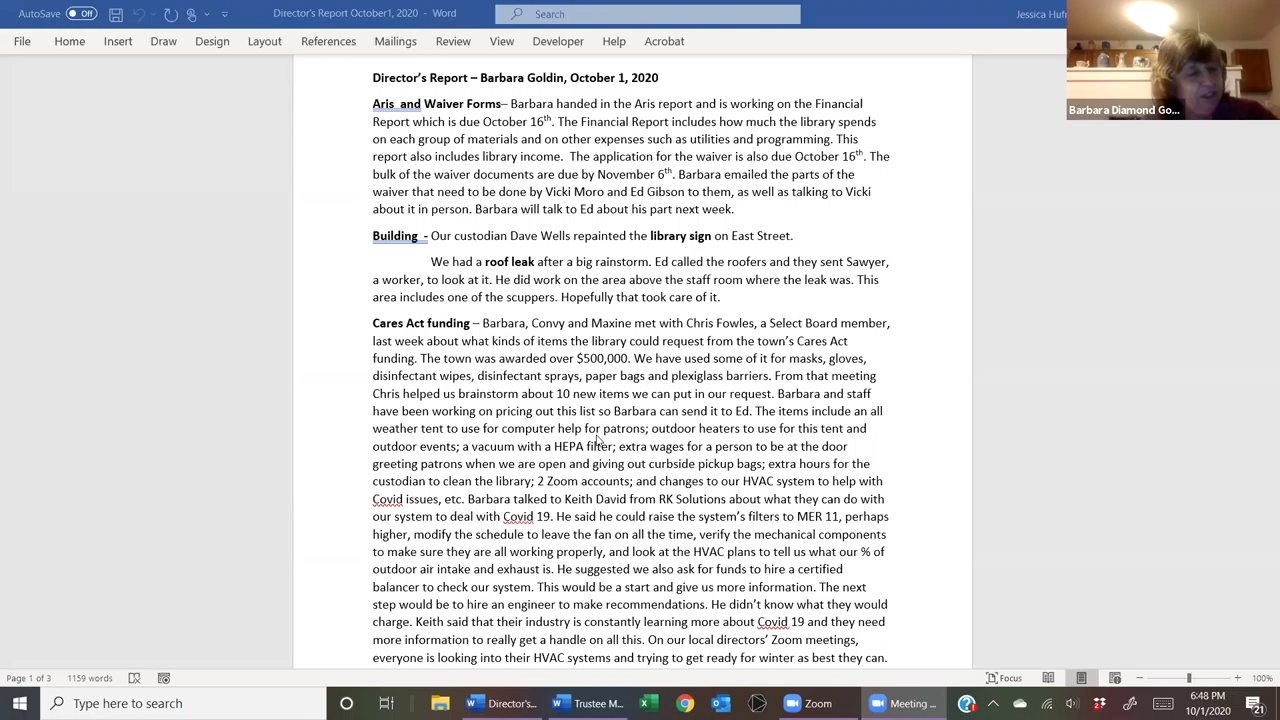 AutoSave Off Director's Report October1, 2020 - Word Search Jessica Huf
File Home Insert Draw Design Layout References Mailings Review View Developer Help Acrobat
Barbara Diamond Go...
Director's Report – Barbara Goldin, October 1, 2020
Aris and Waiver Forms– Barbara handed in the Aris report and is working on the Financial
Report which is due October 16th. The Financial Report includes how much the library spends
on each group of materials and on other expenses such as utilities and programming. This
report also includes library income. The application for the waiver is also due October 16th. The
bulk of the waiver documents are due by November 6th. Barbara emailed the parts of the
waiver that need to be done by Vicki Moro and Ed Gibson to them, as well as talking to Vicki
about it in person. Barbara will talk to Ed about his part next week.
Building - Our custodian Dave Wells repainted the library sign on East Street.
We had a roof leak after a big rainstorm. Ed called the roofers and they sent Sawyer,
a worker, to look at it. He did work on the area above the staff room where the leak was. This
area includes one of the scuppers. Hopefully that took care of it.
Cares Act funding – Barbara, Convy and Maxine met with Chris Fowles, a Select Board member,
last week about what kinds of items the library could request from the town's Cares Act
funding. The town was awarded over $500,000. We have used some of it for masks, gloves,
disinfectant wipes, disinfectant sprays, paper bags and plexiglass barriers. From that meeting
Chris helped us brainstorm about 10 new items we can put in our request. Barbara and staff
have been working on pricing out this list so Barbara can send it to Ed. The items include an all
weather tent to use for computer help for patrons; outdoor heaters to use for this tent and
outdoor events; a vacuum with a HEPA filter; extra wages for a person to be at the door
greeting patrons when we are open and giving out curbside pickup bags; extra hours for the
custodian to clean the library; 2 Zoom accounts; and changes to our HVAC system to help with
Covid issues, etc. Barbara talked to Keith David from RK Solutions about what they can do with
our system to deal with Covid 19. He said he could raise the system's filters to MER 11, perhaps
higher, modify the schedule to leave the fan on all the time, verify the mechanical components
to make sure they are all working properly, and look at the HVAC plans to tell us what our % of
outdoor air intake and exhaust is. He suggested we also ask for funds to hire a certified
balancer to check our system. This would be a start and give us more information. The next
step would be to hire an engineer to make recommendations. He didn't know what they would
charge. Keith said that their industry is constantly learning more about Covid 19 and they need
more information to really get a handle on all this. On our local directors' Zoom meetings,
everyone is looking into their HVAC systems and trying to get ready for winter as best they can.
Page 1 of 3 1159 words Focus 100%
Type here to search Director's... Trustee M... Zoom Meeting ... 6:48 PM
10/1/2020 21